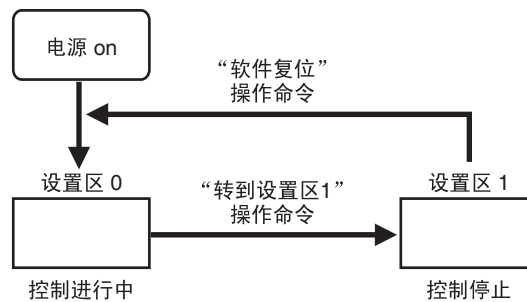 电源 on
“软件复位”
操作命令
设置区 0
设置区 1
“转到设置区1”
操作命令
控制进行中
控制停止